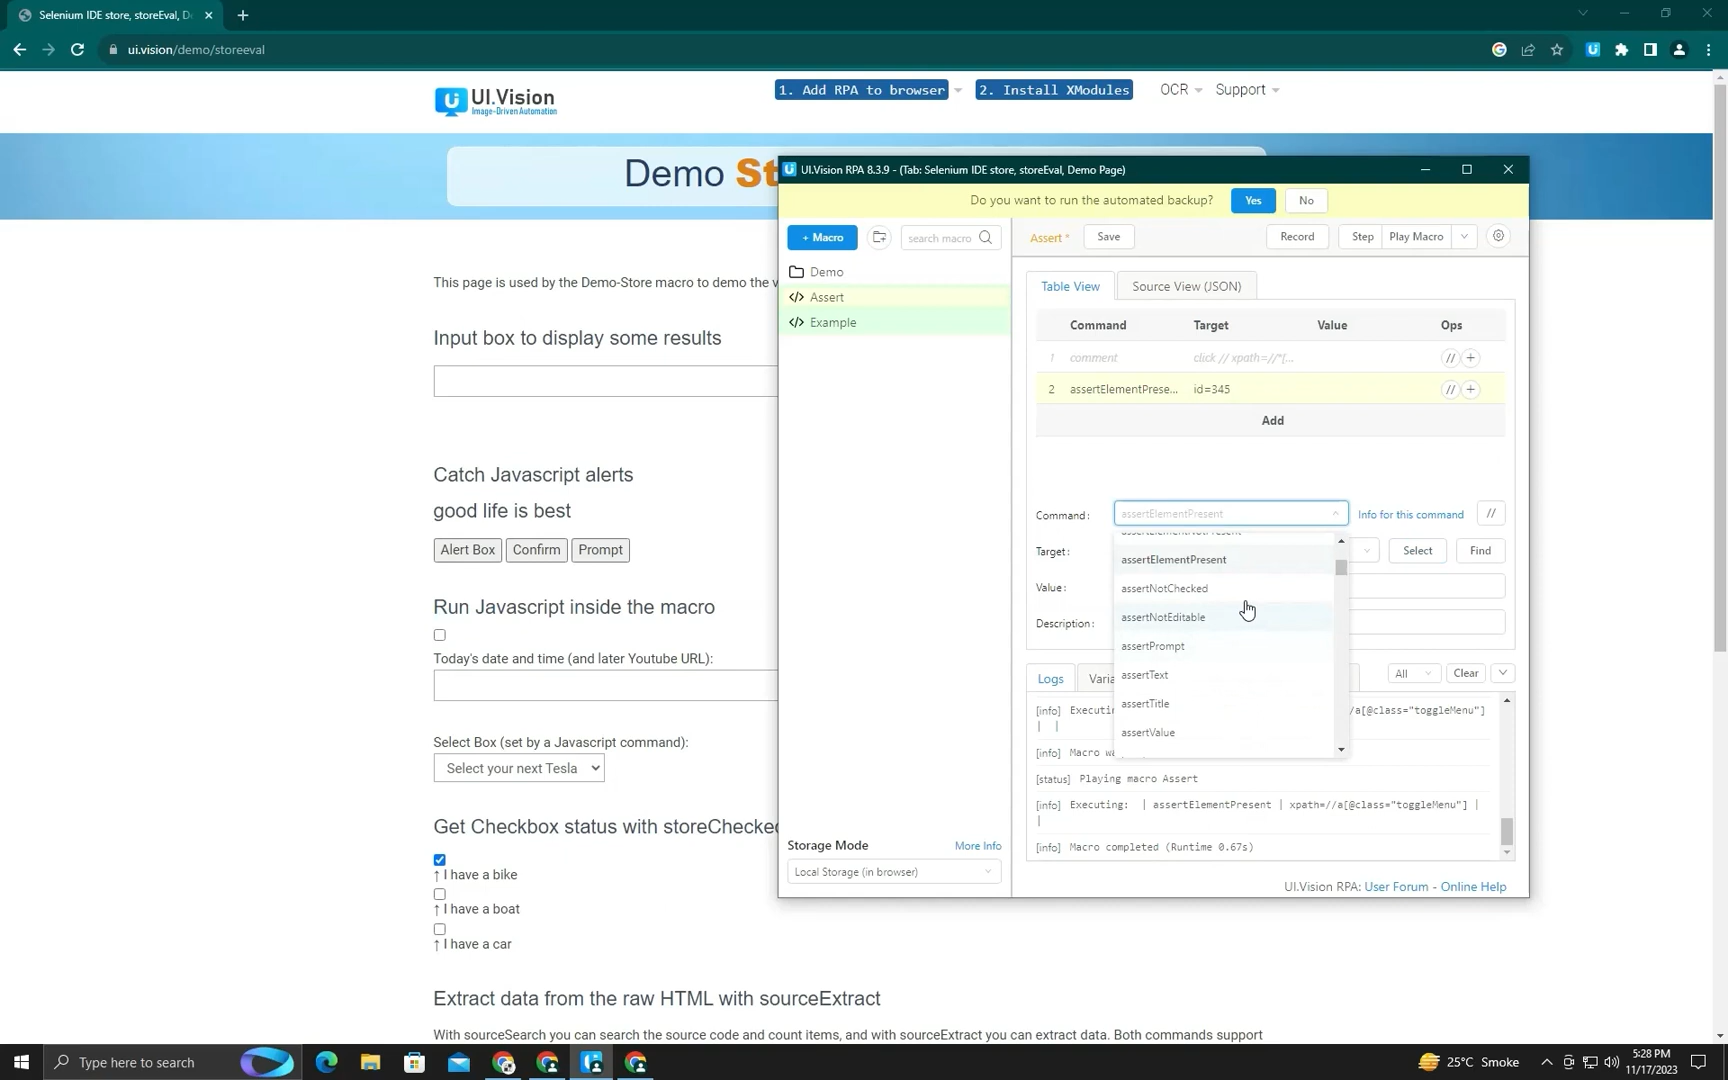 Selenium IDE store, storeEval, D
ui.vision/demo/storeeval
UI.Vision
Image-Driven Automation
1. Add RPA to browser
2. Install XModules
OCR
Support
Demo St
This page is used by the Demo-Store macro to demo the v
Input box to display some results
Catch Javascript alerts
good life is best
Alert Box
Confirm
Prompt
Run Javascript inside the macro
Today's date and time (and later Youtube URL):
Select Box (set by a Javascript command):
Select your next Tesla
Get Checkbox status with storeChecked
↑ I have a bike
↑ I have a boat
↑ I have a car
Extract data from the raw HTML with sourceExtract
With sourceSearch you can search the source code and count items, and with sourceExtract you can extract data. Both commands support
UI.Vision RPA 8.3.9 - (Tab: Selenium IDE store, storeEval, Demo Page)
Do you want to run the automated backup?
Yes
No
+ Macro
search macro
Demo
Assert
Example
Storage Mode
More Info
Local Storage (in browser)
Assert *
Save
Record
Step
Play Macro
Table View
Source View (JSON)
Command Target Value Ops
1 comment click // xpath=//*[... // +
2 assertElementPrese... id=345 // +
Add
Command:
assertElementPresent
Info for this command
//
Target:
Select
Find
Value:
Description:
assertElementNotPresent
assertElementPresent
assertNotChecked
assertNotEditable
assertPrompt
assertText
assertTitle
assertValue
Logs
Varia
All
Clear
[info] Executin
/a[@class="toggleMenu"]
| |
[info] Macro wa
[status] Playing macro Assert
[info] Executing: | assertElementPresent | xpath=//a[@class="toggleMenu"] |
|
[info] Macro completed (Runtime 0.67s)
UI.Vision RPA: User Forum - Online Help
Type here to search
25°C Smoke
5:28 PM
11/17/2023